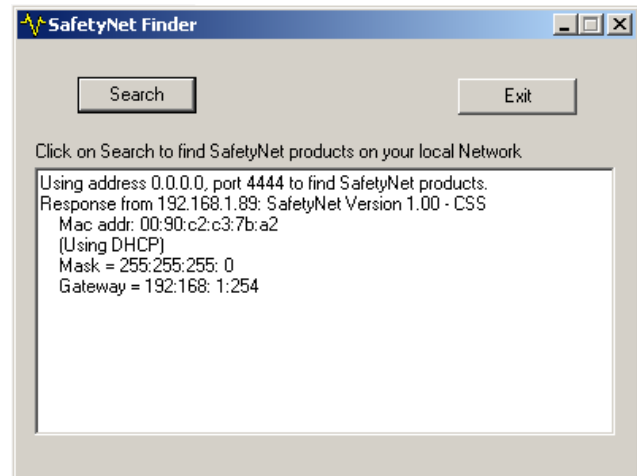 SafetyNet Finder
Search
Exit
Click on Search to find SafetyNet products on your local Network
Using address 0.0.0.0, port 4444 to find SafetyNet products.
Response from 192.168.1.89: SafetyNet Version 1.00 - CSS
Mac addr: 00:90:c2:c3:7b:a2
(Using DHCP)
Mask = 255:255:255: 0
Gateway = 192:168: 1:254